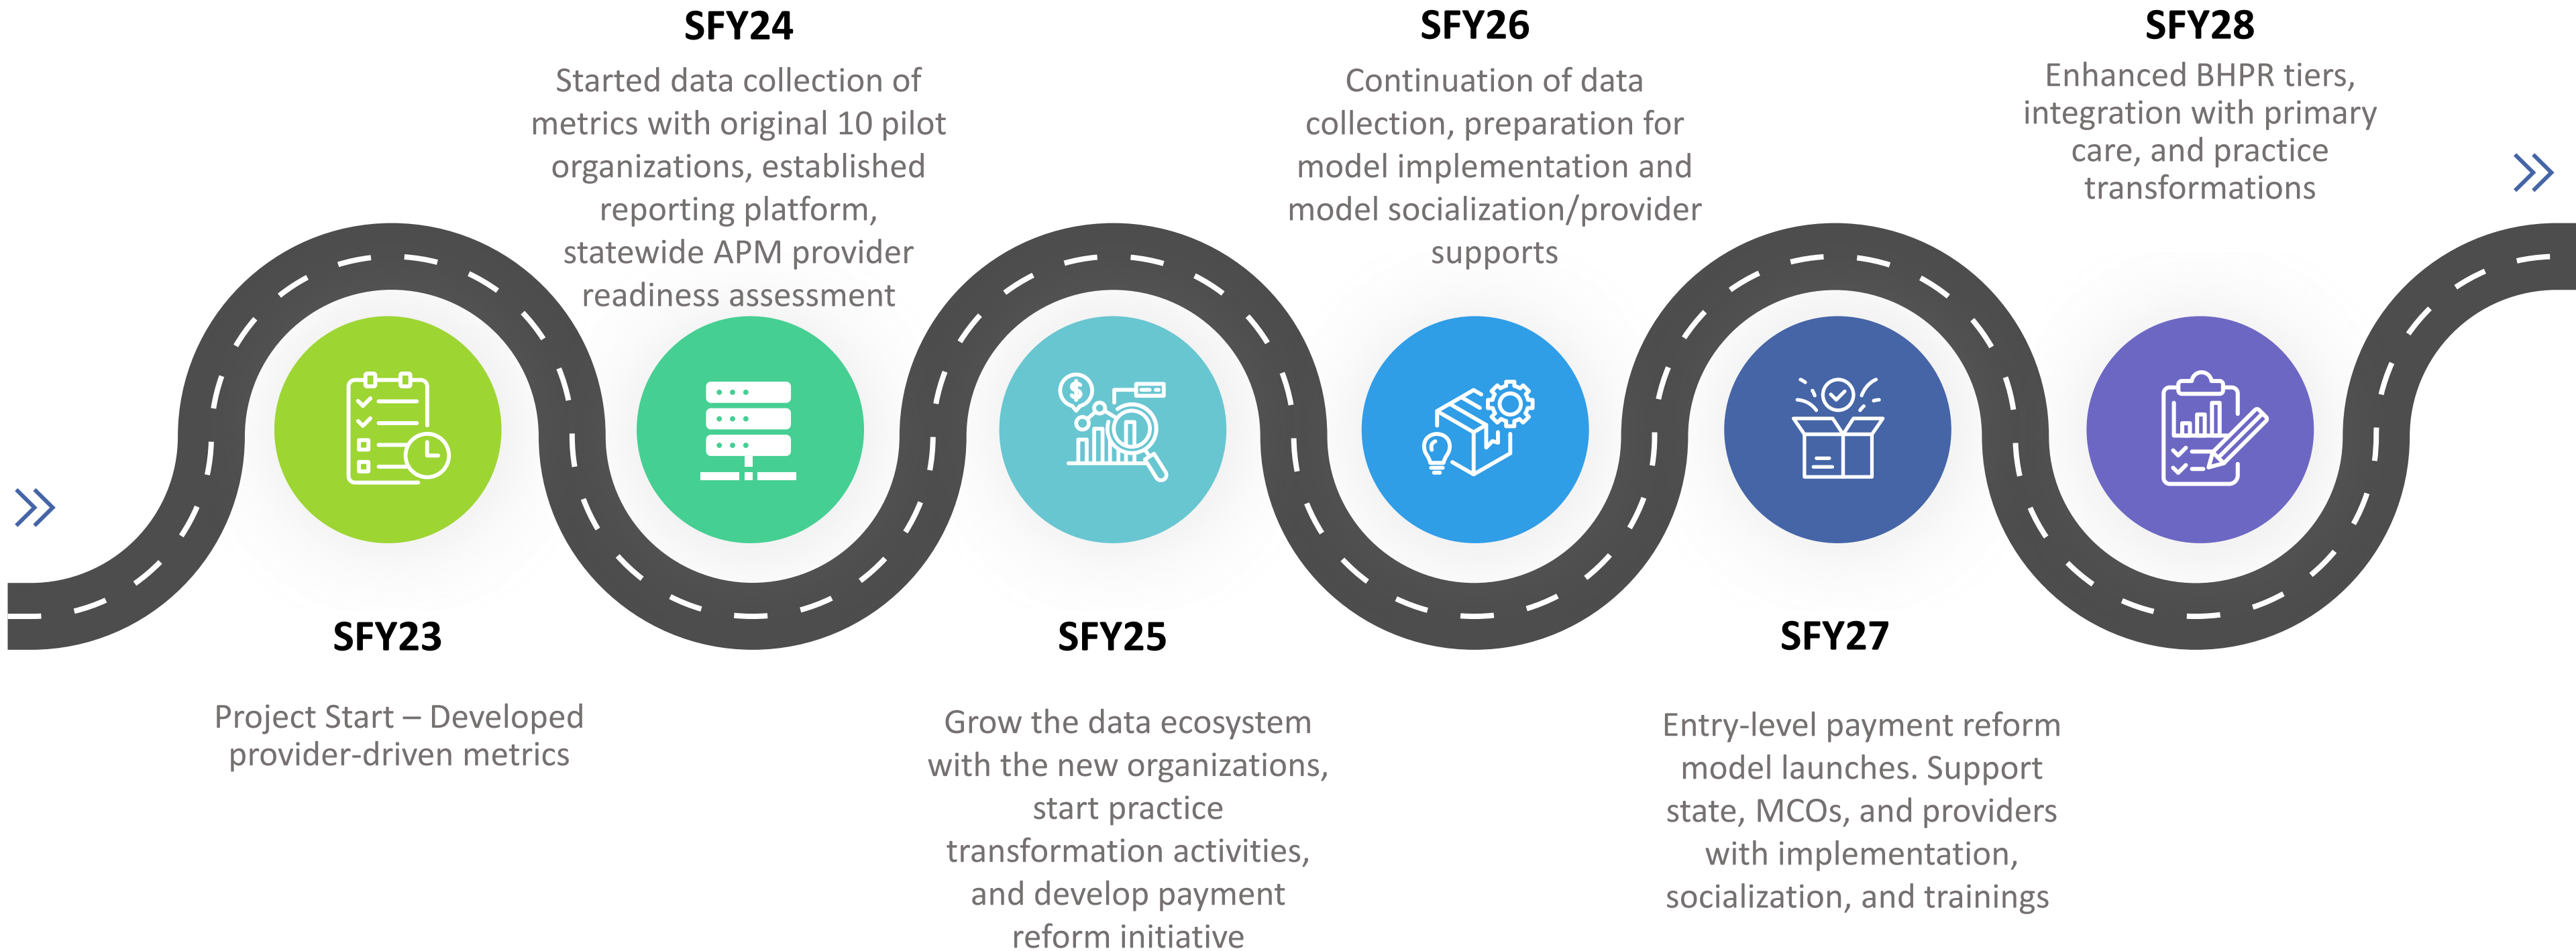 SFY24
Started data collection of
metrics with original 10 pilot
organizations, established
reporting platform,
statewide APM provider
readiness assessment
SFY26
Continuation of data
collection, preparation for
model implementation and
model socialization/provider
supports
SFY28
Enhanced BHPR tiers,
integration with primary
care, and practice
transformations
SFY23
Project Start – Developed
provider-driven metrics
SFY25
Grow the data ecosystem
with the new organizations,
start practice
transformation activities,
and develop payment
reform initiative
SFY27
Entry-level payment reform
model launches. Support
state, MCOs, and providers
with implementation,
socialization, and trainings